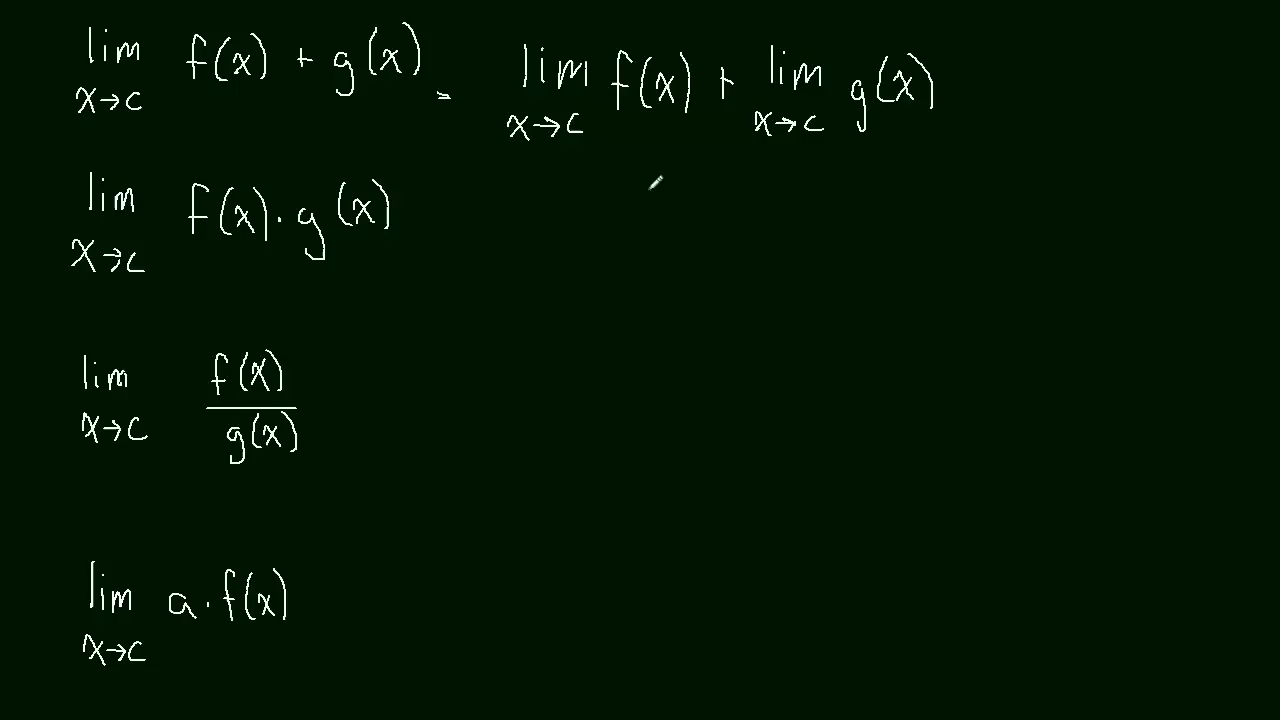 lim x→c f(x) + g(x) = lim x→c f(x) + lim x→c g(x)
lim x→c f(x) · g(x)
lim x→c f(x) / g(x)
lim x→c a · f(x)